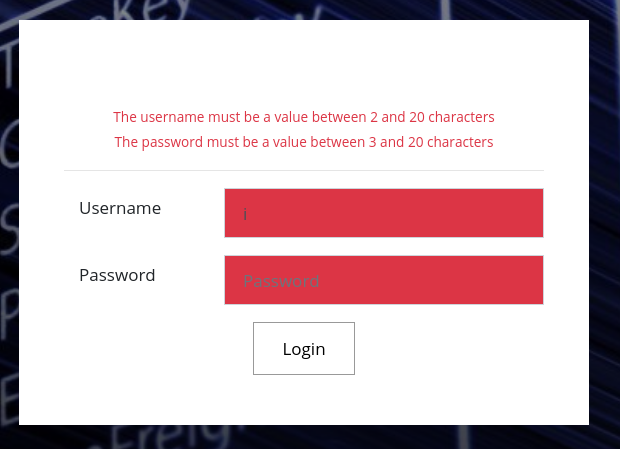 The username must be a value between 2 and 20 characters
The password must be a value between 3 and 20 characters
Username
i
Password
Password
Login